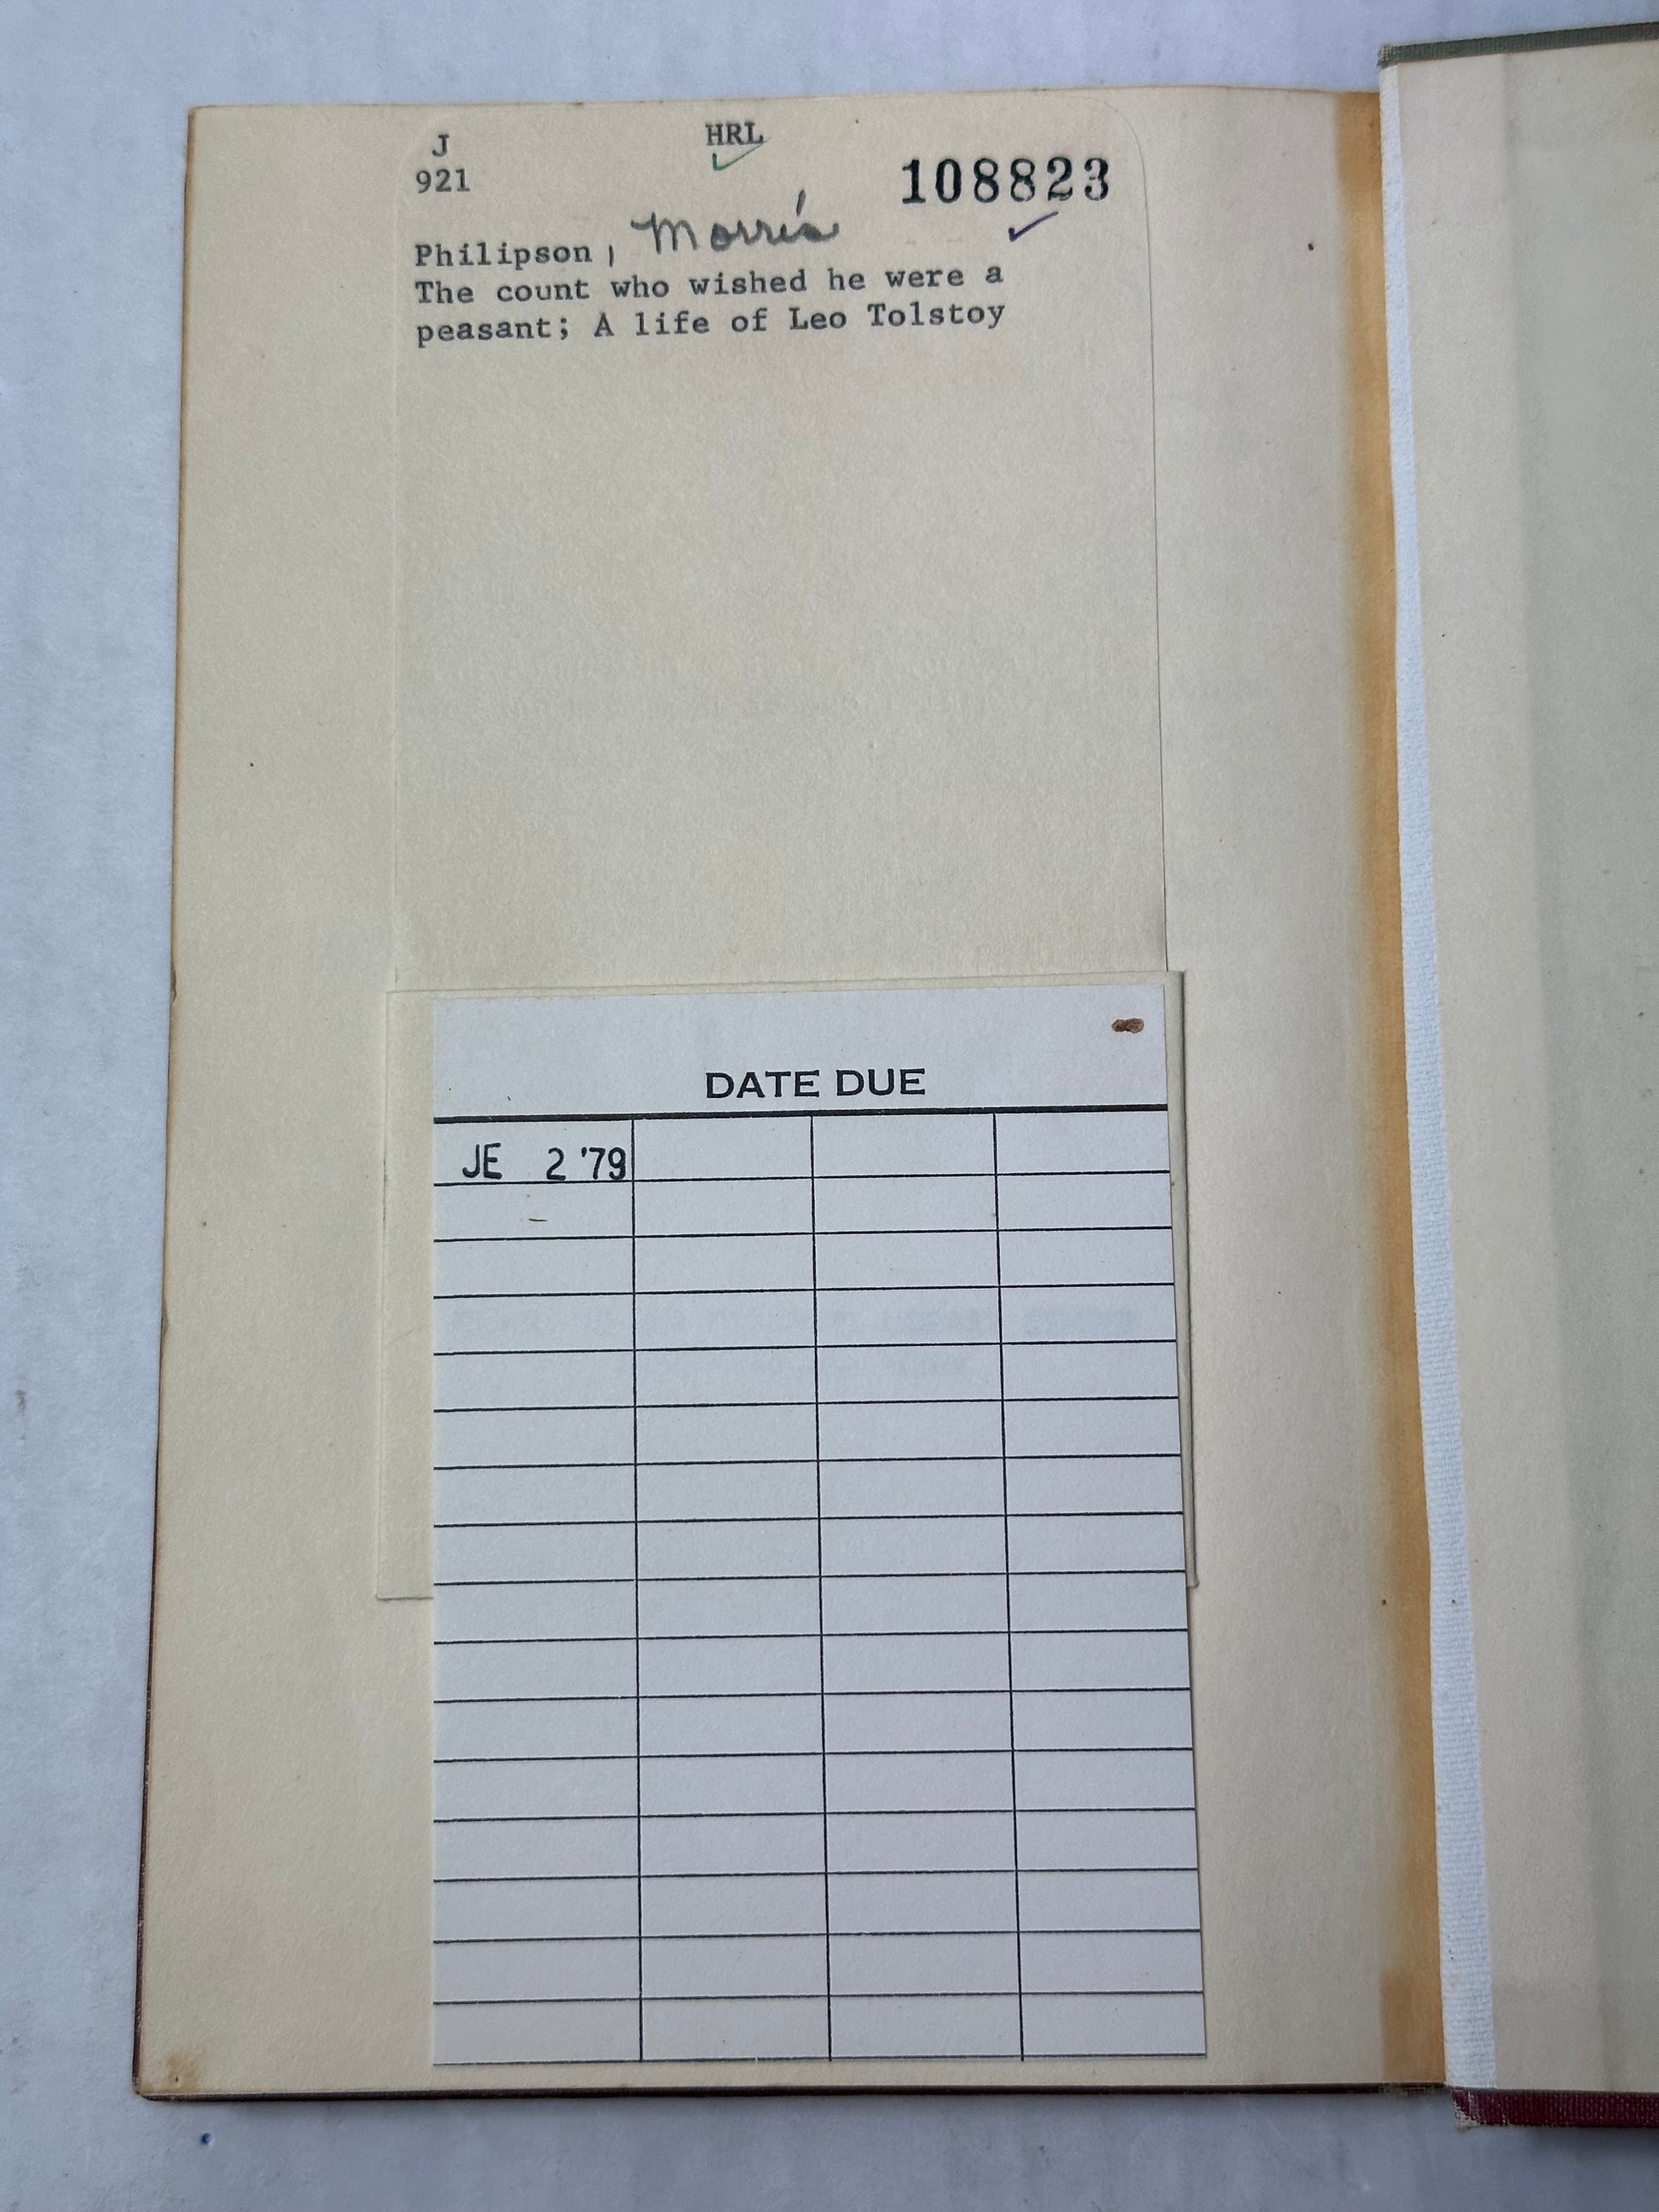 J
HRL
921
108823
Philipson, Morris
The count who wished he were a
peasant; A life of Leo Tolstoy
DATE DUE
JE 2 '79